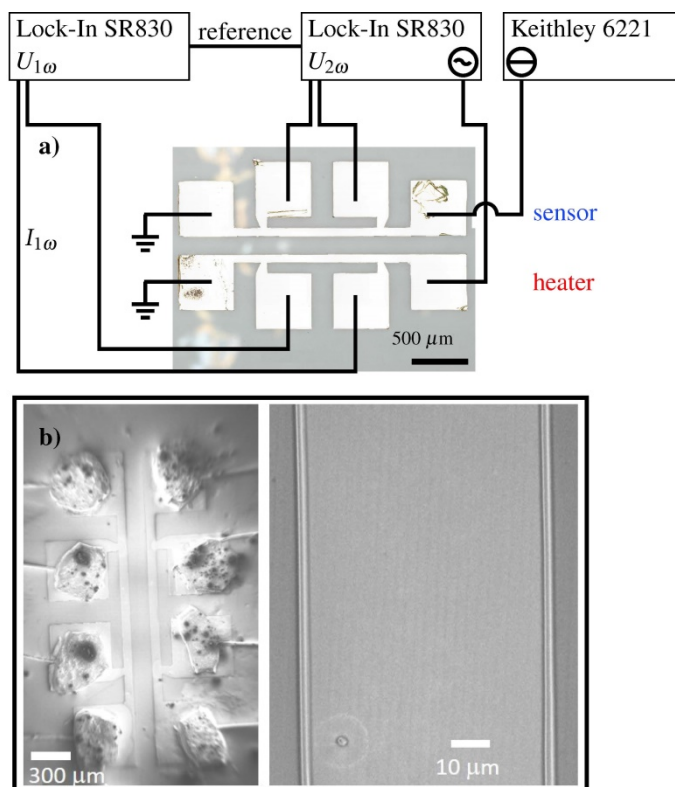 Lock-In SR830
U1ω
reference
Lock-In SR830
U2ω
Keithley 6221
a)
I1ω
sensor
heater
500 μm
b)
300 μm
10 μm